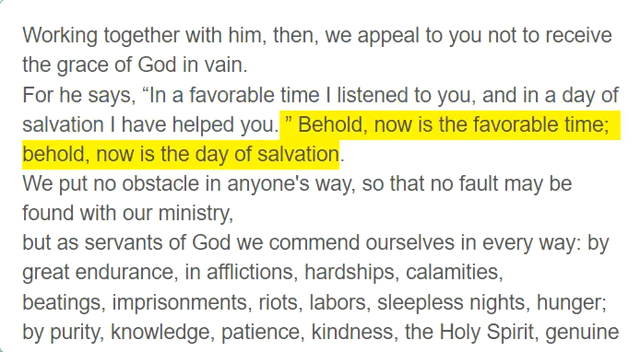 Working together with him, then, we appeal to you not to receive
the grace of God in vain.
For he says, “In a favorable time I listened to you, and in a day of
salvation I have helped you. ” Behold, now is the favorable time;
behold, now is the day of salvation.
We put no obstacle in anyone's way, so that no fault may be
found with our ministry,
but as servants of God we commend ourselves in every way: by
great endurance, in afflictions, hardships, calamities,
beatings, imprisonments, riots, labors, sleepless nights, hunger;
by purity, knowledge, patience, kindness, the Holy Spirit, genuine